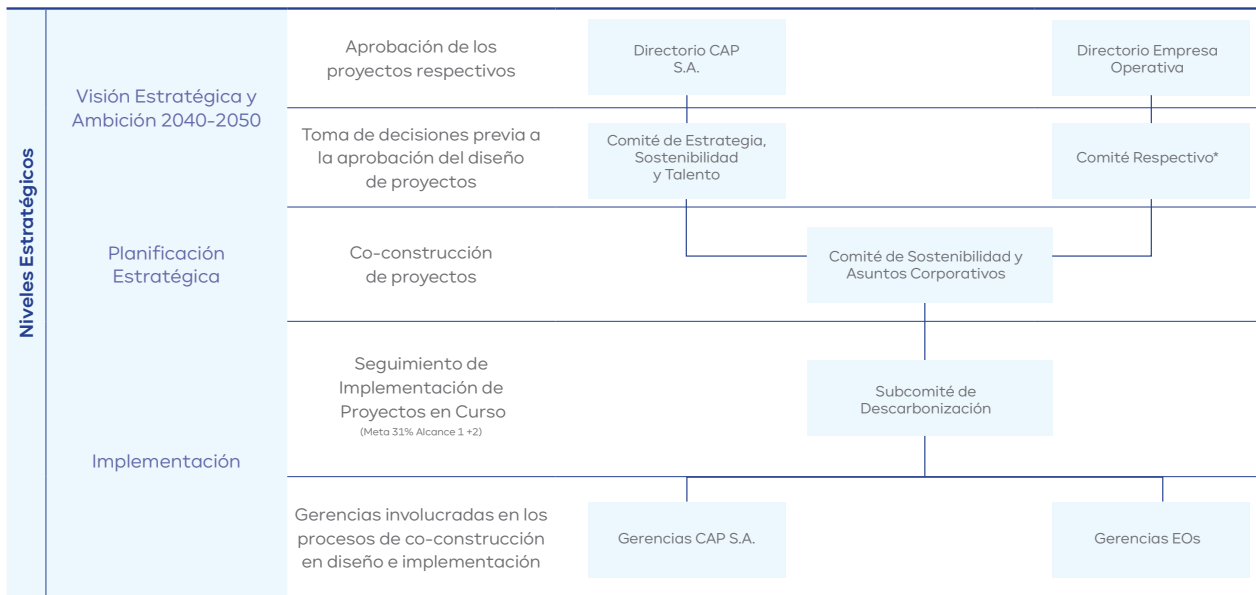 Niveles Estratégicos
Visión Estratégica y
Ambición 2040-2050
Aprobación de los
proyectos respectivos
Directorio CAP
S.A.
Directorio Empresa
Operativa
Toma de decisiones previa a
la aprobación del diseño
de proyectos
Comité de Estrategia,
Sostenibilidad
y Talento
Comité Respectivo*
Planificación
Estratégica
Co-construcción
de proyectos
Comité de Sostenibilidad y
Asuntos Corporativos
Implementación
Seguimiento de
Implementación de
Proyectos en Curso
(Meta 31% Alcance 1 +2)
Subcomité de
Descarbonización
Gerencias involucradas en los
procesos de co-construcción
en diseño e implementación
Gerencias CAP S.A.
Gerencias EOs